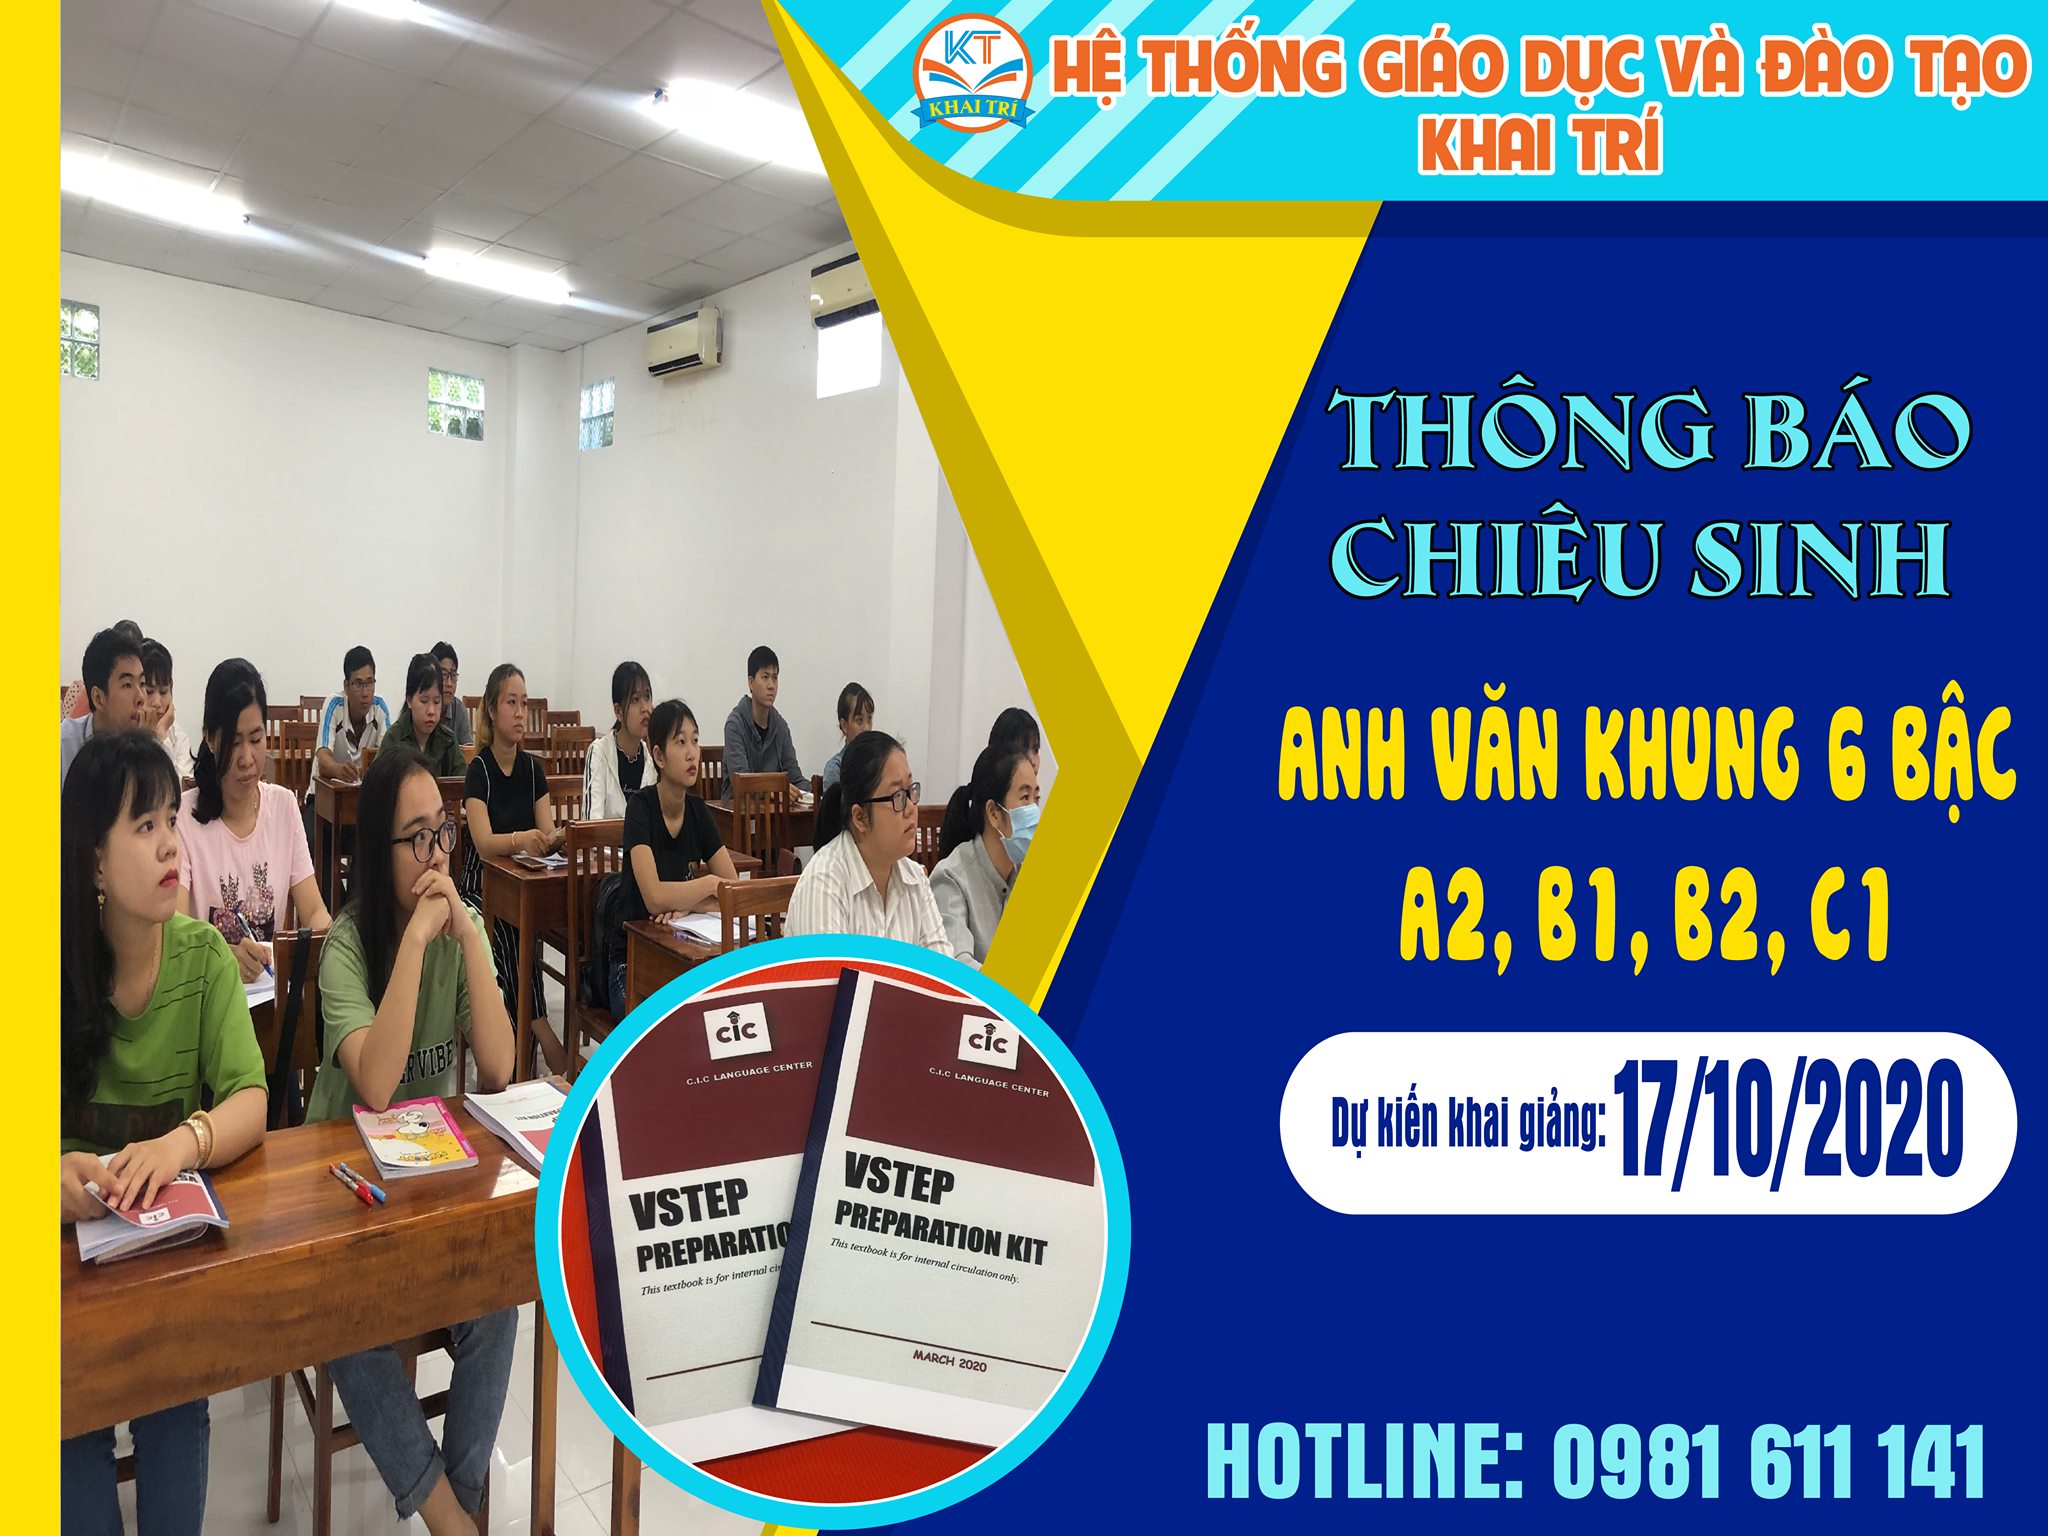 KT
KHAI TRÍ
HỆ THỐNG GIÁO DỤC VÀ ĐÀO TẠO
KHAI TRÍ
THÔNG BÁO
CHIÊU SINH
ANH VĂN KHUNG 6 BẬC
A2, B1, B2, C1
Dự kiến khai giảng: 17/10/2020
HOTLINE: 0981 611 141
cic
C.I.C LANGUAGE CENTER
VSTEP
PREPARATIO
This textbook is for internal ci
cic
C.I.C LANGUAGE CENTER
VSTEP
PREPARATION KIT
This textbook is for internal circulation only.
MARCH 2020
cic